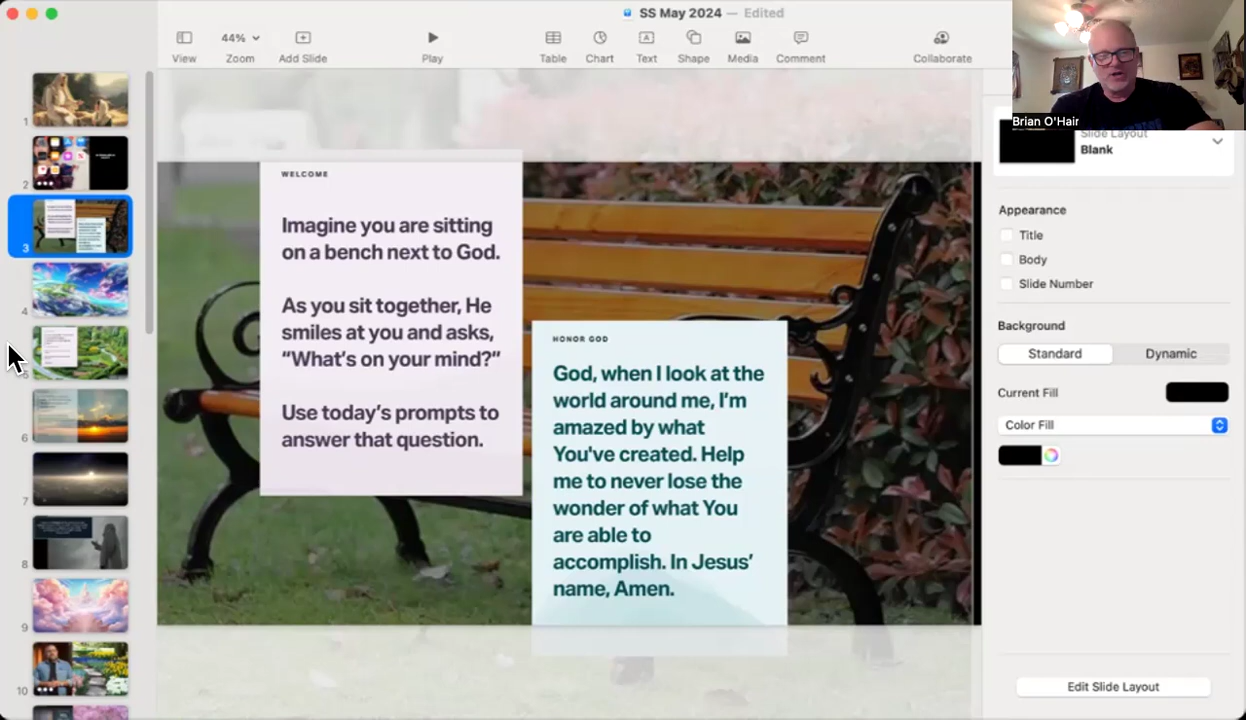 SS May 2024 — Edited
View
44%
Zoom
Add Slide
Play
Table
Chart
Text
Shape
Media
Comment
Collaborate
Brian O'Hair
Slide Layout
Blank
Appearance
Title
Body
Slide Number
Background
Standard
Dynamic
Current Fill
Color Fill
Edit Slide Layout
1
2
3
4
6
7
8
9
10
WELCOME
Imagine you are sitting
on a bench next to God.
As you sit together, He
smiles at you and asks,
“What’s on your mind?”
Use today’s prompts to
answer that question.
HONOR GOD
God, when I look at the
world around me, I’m
amazed by what
You've created. Help
me to never lose the
wonder of what You
are able to
accomplish. In Jesus’
name, Amen.